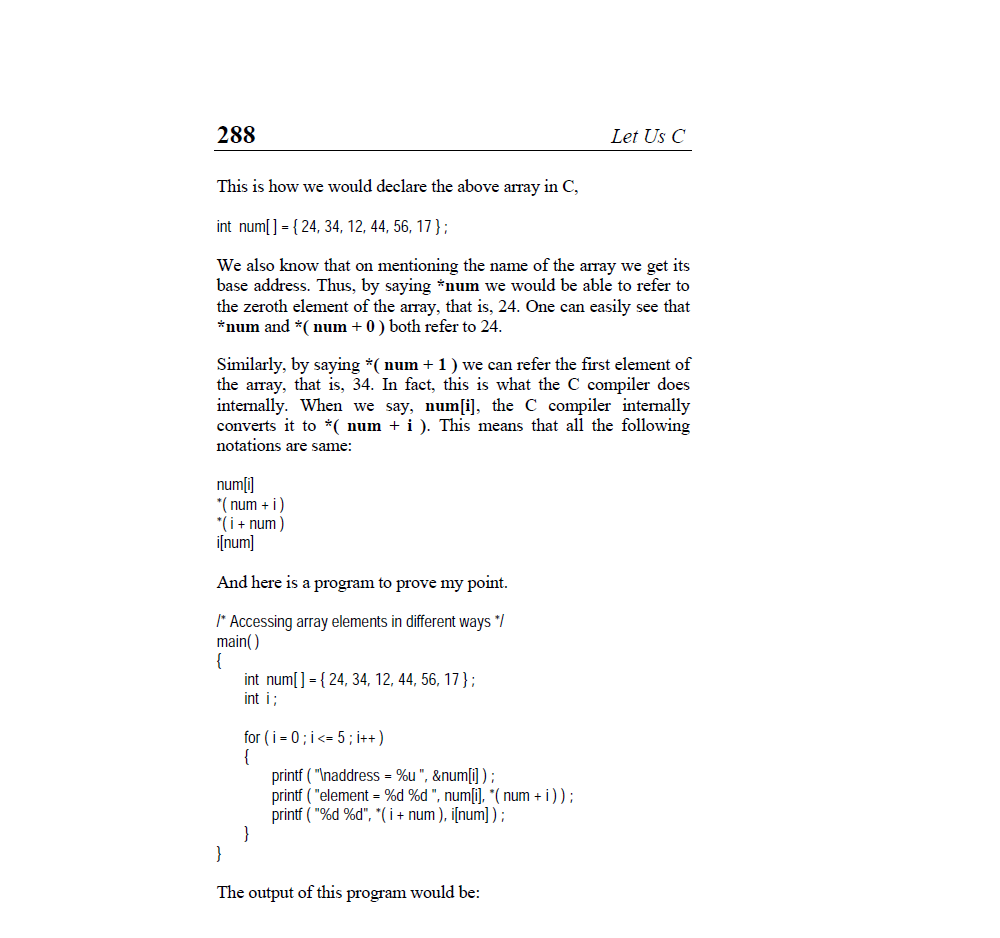 288 Let Us C
This is how we would declare the above array in C,
int num[ ] = { 24, 34, 12, 44, 56, 17 } ;
We also know that on mentioning the name of the array we get its
base address. Thus, by saying *num we would be able to refer to
the zeroth element of the array, that is, 24. One can easily see that
*num and *( num + 0 ) both refer to 24.
Similarly, by saying *( num + 1 ) we can refer the first element of
the array, that is, 34. In fact, this is what the C compiler does
internally. When we say, num[i], the C compiler internally
converts it to *( num + i ). This means that all the following
notations are same:
num[i]
*( num + i )
*( i + num )
i[num]
And here is a program to prove my point.
/* Accessing array elements in different ways */
main( )
{
int num[ ] = { 24, 34, 12, 44, 56, 17 } ;
int i ;
for ( i = 0 ; i <= 5 ; i++ )
{
printf ( "\naddress = %u ", &num[i] ) ;
printf ( "element = %d %d ", num[i], *( num + i ) ) ;
printf ( "%d %d", *( i + num ), i[num] ) ;
}
}
The output of this program would be: